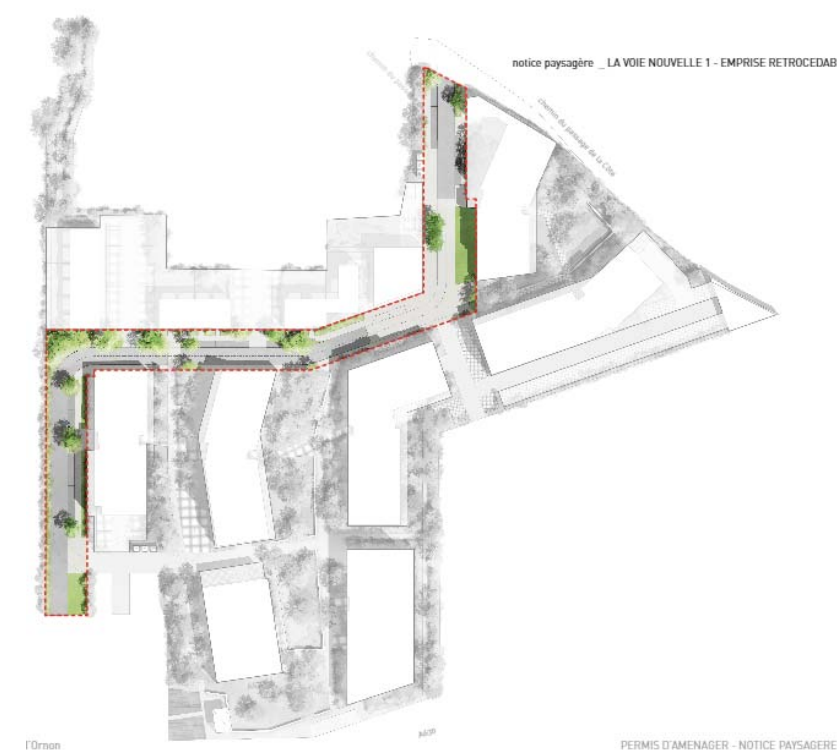 notice paysagère _ LA VOIE NOUVELLE 1 - EMPRISE RETROCEDAB
chemin du passage de la Côte
l'Ornon
PERMIS D'AMENAGER - NOTICE PAYSAGERE